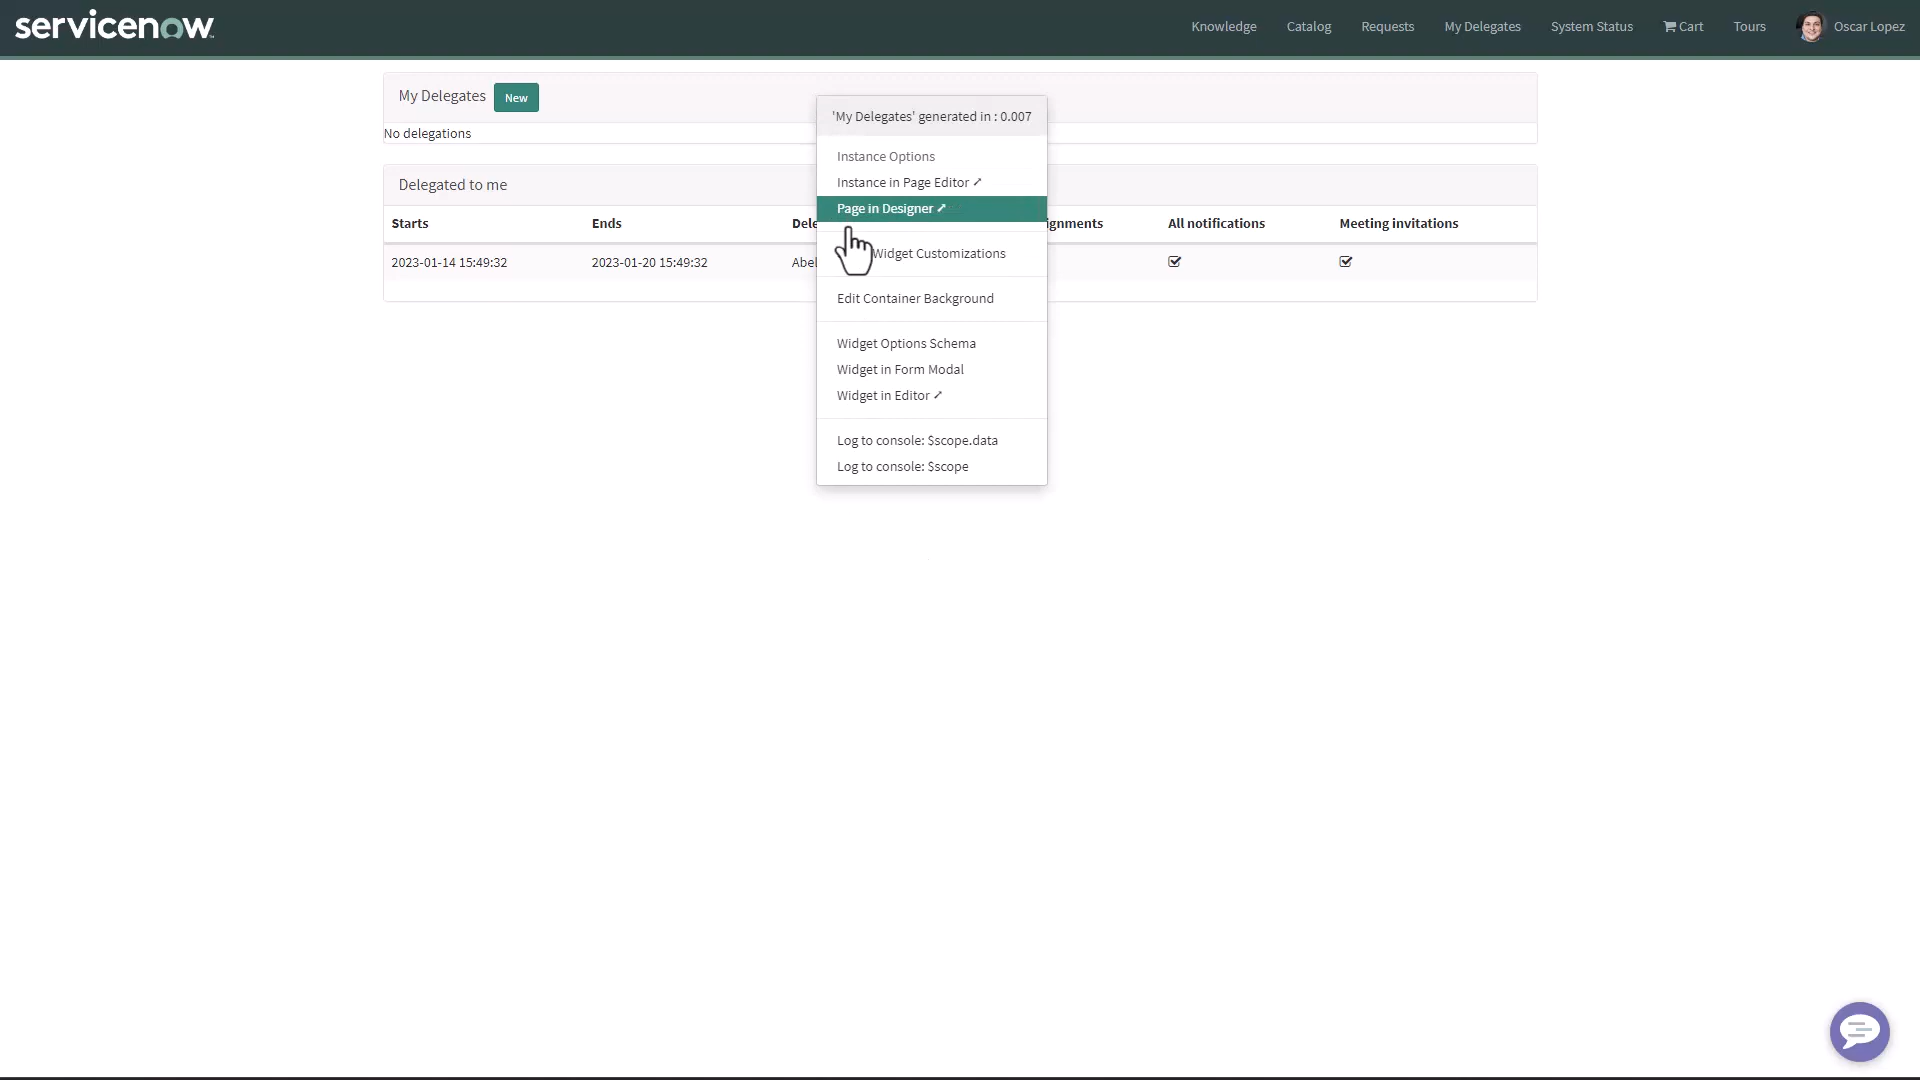 servicenow
Knowledge Catalog Requests My Delegates System Status Cart Tours Oscar Lopez
My Delegates New
No delegations
Delegated to me
Starts Ends All notifications Meeting invitations
2023-01-14 15:49:32 2023-01-20 15:49:32
'My Delegates' generated in : 0.007
Instance Options
Instance in Page Editor ➚
Page in Designer ➚
Widget Customizations
Edit Container Background
Widget Options Schema
Widget in Form Modal
Widget in Editor ➚
Log to console: $scope.data
Log to console: $scope